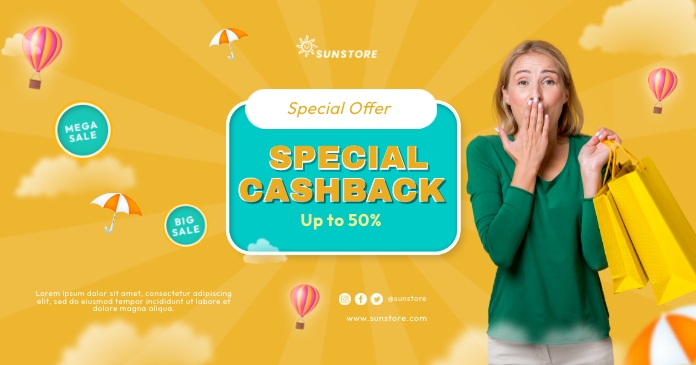 SUNSTORE
Special Offer
MEGA
SALE
SPECIAL
CASHBACK
Up to 50%
BIG
SALE
Lorem ipsum dolor sit amet, consectetur adipiscing
elit, sed do eiusmod tempor incididunt ut labore et
dolore magna aliqua.
@sunstore
www.sunstore.com